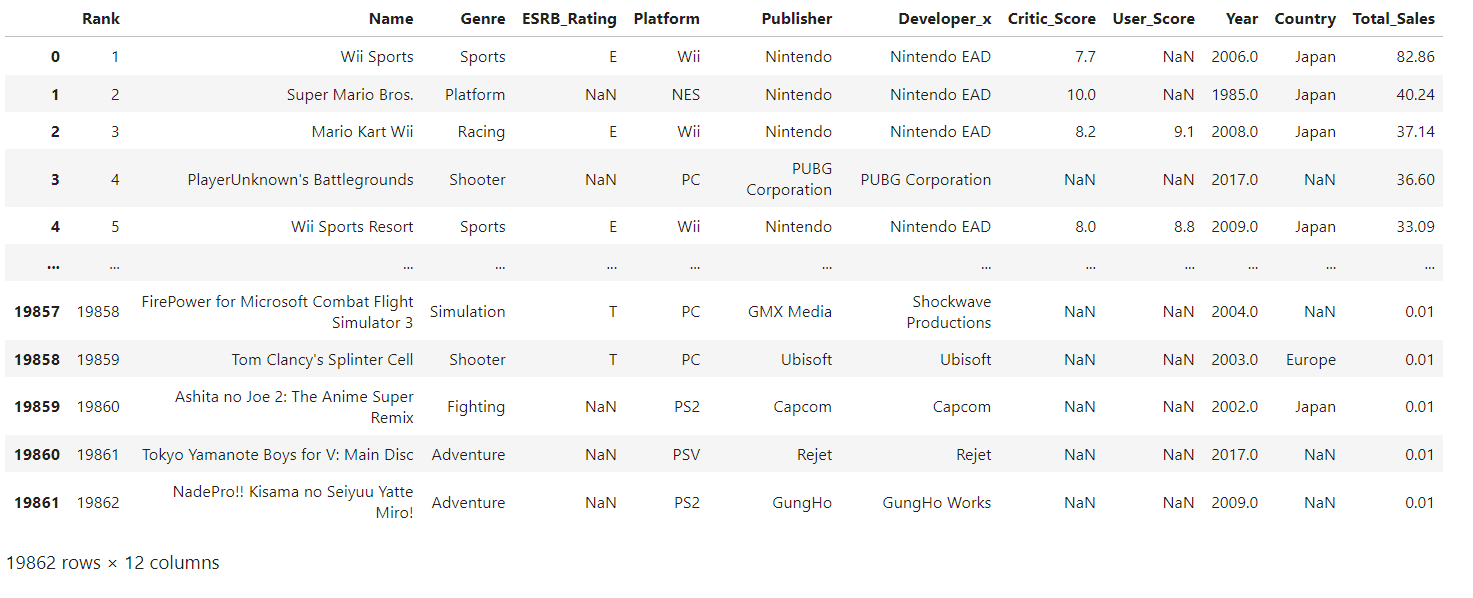 Rank Name Genre ESRB_Rating Platform Publisher Developer_x Critic_Score User_Score Year Country Total_Sales
0 1 Wii Sports Sports E Wii Nintendo Nintendo EAD 7.7 NaN 2006.0 Japan 82.86
1 2 Super Mario Bros. Platform NaN NES Nintendo Nintendo EAD 10.0 NaN 1985.0 Japan 40.24
2 3 Mario Kart Wii Racing E Wii Nintendo Nintendo EAD 8.2 9.1 2008.0 Japan 37.14
3 4 PlayerUnknown's Battlegrounds Shooter NaN PC PUBG Corporation PUBG Corporation NaN NaN 2017.0 NaN 36.60
4 5 Wii Sports Resort Sports E Wii Nintendo Nintendo EAD 8.0 8.8 2009.0 Japan 33.09
... ... ... ... ... ... ... ... ... ... ... ... ...
19857 19858 FirePower for Microsoft Combat Flight Simulator 3 Simulation T PC GMX Media Shockwave Productions NaN NaN 2004.0 NaN 0.01
19858 19859 Tom Clancy's Splinter Cell Shooter T PC Ubisoft Ubisoft NaN NaN 2003.0 Europe 0.01
19859 19860 Ashita no Joe 2: The Anime Super Remix Fighting NaN PS2 Capcom Capcom NaN NaN 2002.0 Japan 0.01
19860 19861 Tokyo Yamanote Boys for V: Main Disc Adventure NaN PSV Rejet Rejet NaN NaN 2017.0 NaN 0.01
19861 19862 NadePro!! Kisama no Seiyuu Yatte Miro! Adventure NaN PS2 GungHo GungHo Works NaN NaN 2009.0 NaN 0.01
19862 rows × 12 columns